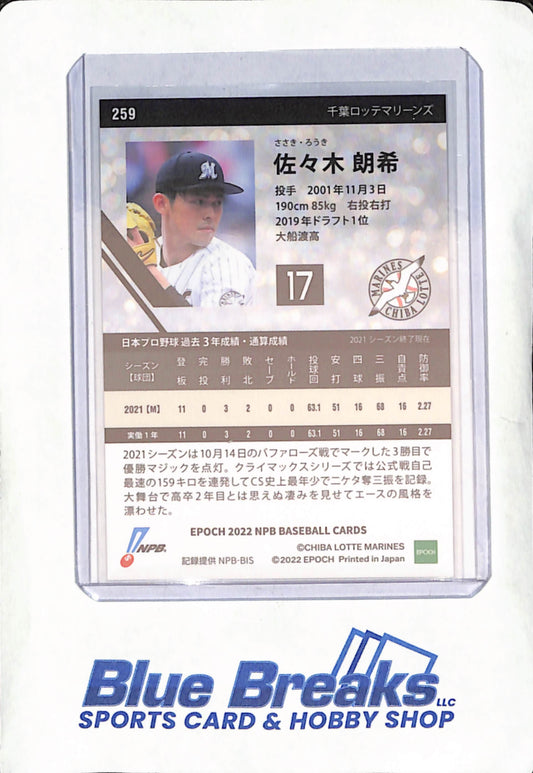 259
千葉ロッテマリーンズ
ささき・ろうき
佐々木 朗希
投手 2001年11月3日
190cm 85kg 右投右打
2019年ドラフト1位
大船渡高
M
17
MARINES
CHIBA LOTTE
日本プロ野球 過去3年成績・通算成績
2021 シーズン終了現在
シーズン【球団】 登板 完投 勝利 敗北 セーブ ホールド 投球回 安打 四球 三振 自責点 防御率
2021 [M] 11 0 3 2 0 0 63.1 51 16 68 16 2.27
実働1年 11 0 3 2 0 0 63.1 51 16 68 16 2.27
2021シーズンは10月14日のバファローズ戦でマークした3勝目で
優勝マジックを点灯。クライマックスシリーズでは公式戦自己
最速の159キロを連発してCS史上最年少で二ケタ奪三振を記録。
大舞台で高卒2年目とは思えぬ凄みを見せてエースの風格を
漂わせた。
EPOCH 2022 NPB BASEBALL CARDS
NPB.
記録提供 NPB-BIS
©CHIBA LOTTE MARINES
©2022 EPOCH Printed in Japan
EPOCH
Blue Breaks LLC
SPORTS CARD & HOBBY SHOP